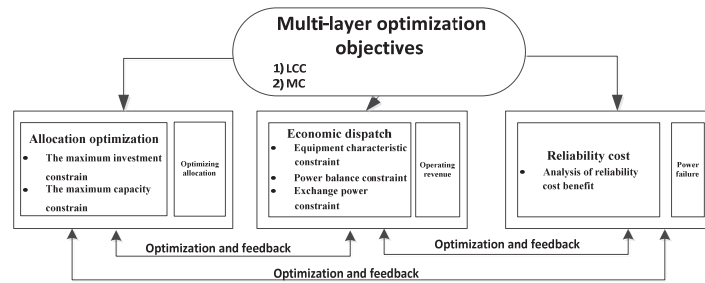 Multi-layer optimization
objectives
1) LCC
2) MC
Allocation optimization
• The maximum investment
constrain
• The maximum capacity
constrain
Optimizing
allocation
Economic dispatch
• Equipment characteristic
constraint
• Power balance constraint
• Exchange power
constraint
Operating
revenue
Reliability cost
• Analysis of reliability
cost benefit
Power
failure
Optimization and feedback
Optimization and feedback
Optimization and feedback